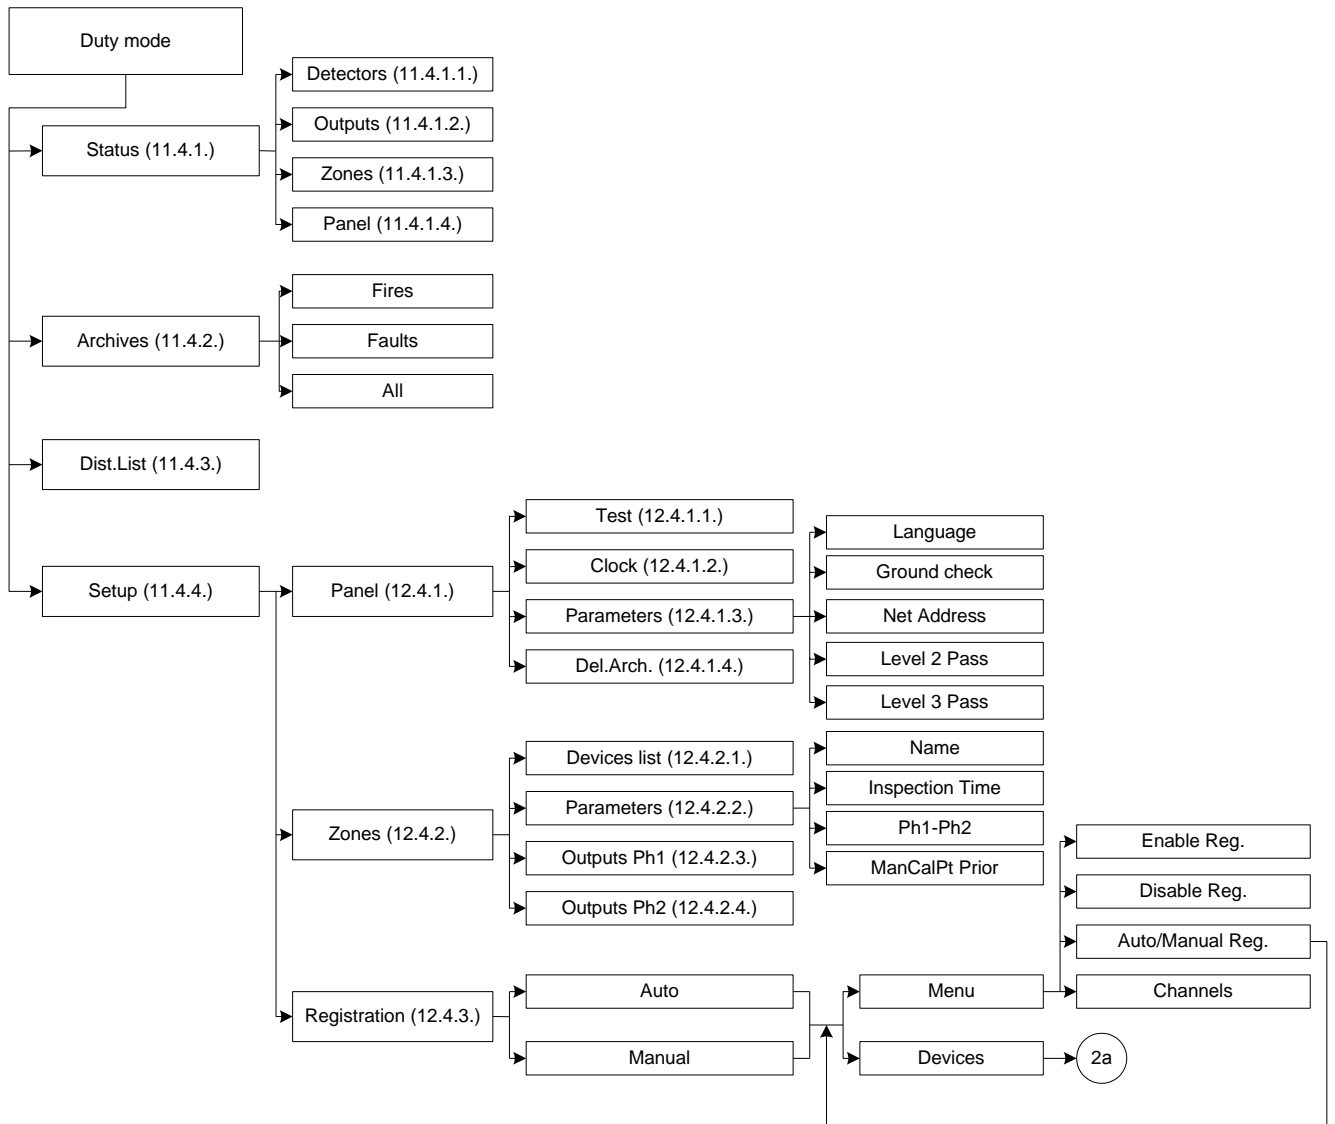 Duty mode
Status (11.4.1.)
Detectors (11.4.1.1.)
Outputs (11.4.1.2.)
Zones (11.4.1.3.)
Panel (11.4.1.4.)
Archives (11.4.2.)
Fires
Faults
All
Dist.List (11.4.3.)
Setup (11.4.4.)
Panel (12.4.1.)
Test (12.4.1.1.)
Clock (12.4.1.2.)
Parameters (12.4.1.3.)
Del.Arch. (12.4.1.4.)
Language
Ground check
Net Address
Level 2 Pass
Level 3 Pass
Zones (12.4.2.)
Devices list (12.4.2.1.)
Parameters (12.4.2.2.)
Outputs Ph1 (12.4.2.3.)
Outputs Ph2 (12.4.2.4.)
Name
Inspection Time
Ph1-Ph2
ManCalPt Prior
Registration (12.4.3.)
Auto
Manual
Menu
Devices
Enable Reg.
Disable Reg.
Auto/Manual Reg.
Channels
2a